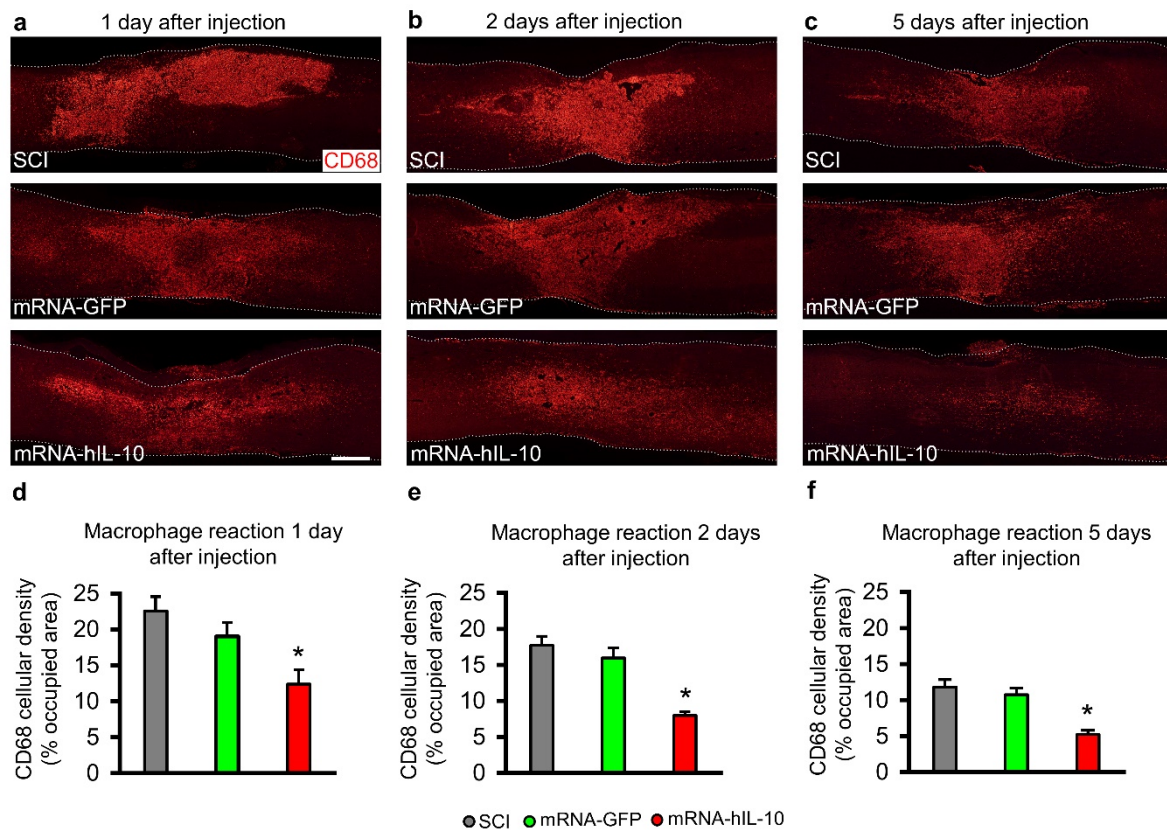 a
1 day after injection
b
2 days after injection
c
5 days after injection
SCI
CD68
SCI
SCI
mRNA-GFP
mRNA-GFP
mRNA-GFP
mRNA-hIL-10
mRNA-hIL-10
mRNA-hIL-10
d
Macrophage reaction 1 day
after injection
CD68 cellular density
(% occupied area)
25
20
15
10
5
0
*
e
Macrophage reaction 2 days
after injection
CD68 cellular density
(% occupied area)
25
20
15
10
5
0
*
f
Macrophage reaction 5 days
after injection
CD68 cellular density
(% occupied area)
25
20
15
10
5
0
*
SCI mRNA-GFP mRNA-hIL-10